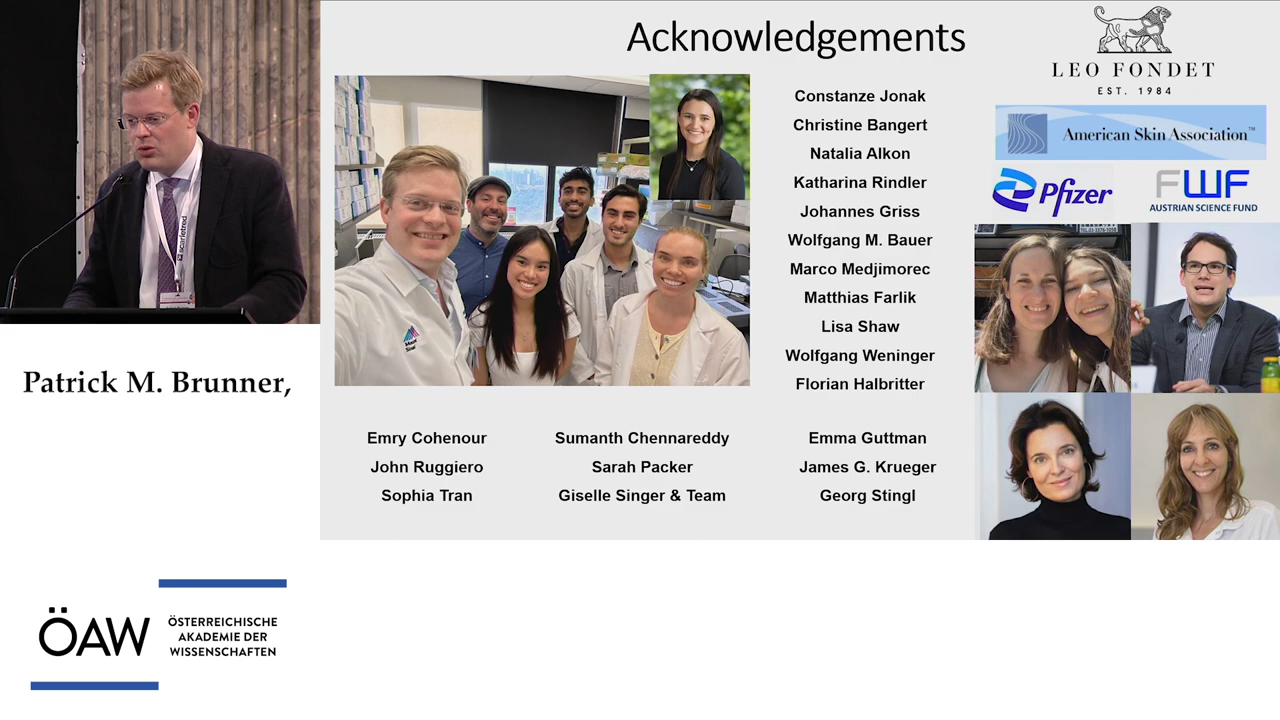 Acknowledgements
LEO FONDET
EST. 1984
American Skin Association™
Pfizer
FWF
AUSTRIAN SCIENCE FUND
Constanze Jonak
Christine Bangert
Natalia Alkon
Katharina Rindler
Johannes Griss
Wolfgang M. Bauer
Marco Medjimorec
Matthias Farlik
Lisa Shaw
Wolfgang Weninger
Florian Halbritter
Emry Cohenour
John Ruggiero
Sophia Tran
Sumanth Chennareddy
Sarah Packer
Giselle Singer & Team
Emma Guttman
James G. Krueger
Georg Stingl
Patrick M. Brunner,
ÖAW
ÖSTERREICHISCHE
AKADEMIE DER
WISSENSCHAFTEN